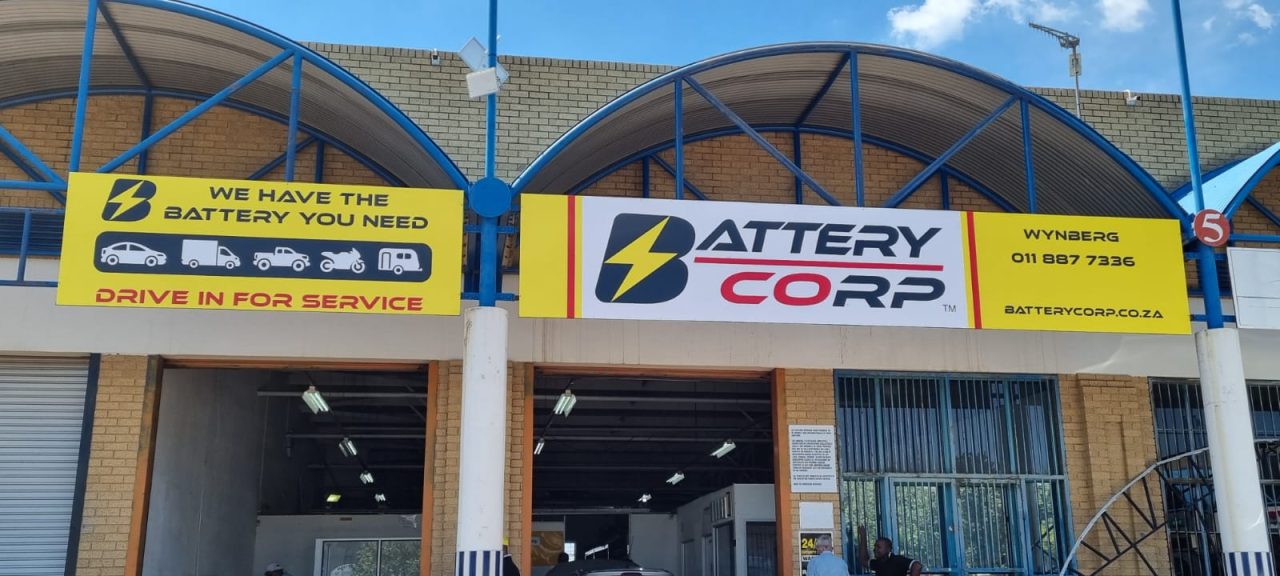 WE HAVE THE
BATTERY YOU NEED
DRIVE IN FOR SERVICE
BATTERY
CORP
TM
WYNBERG
011 887 7336
BATTERYCORP.CO.ZA
5
24/